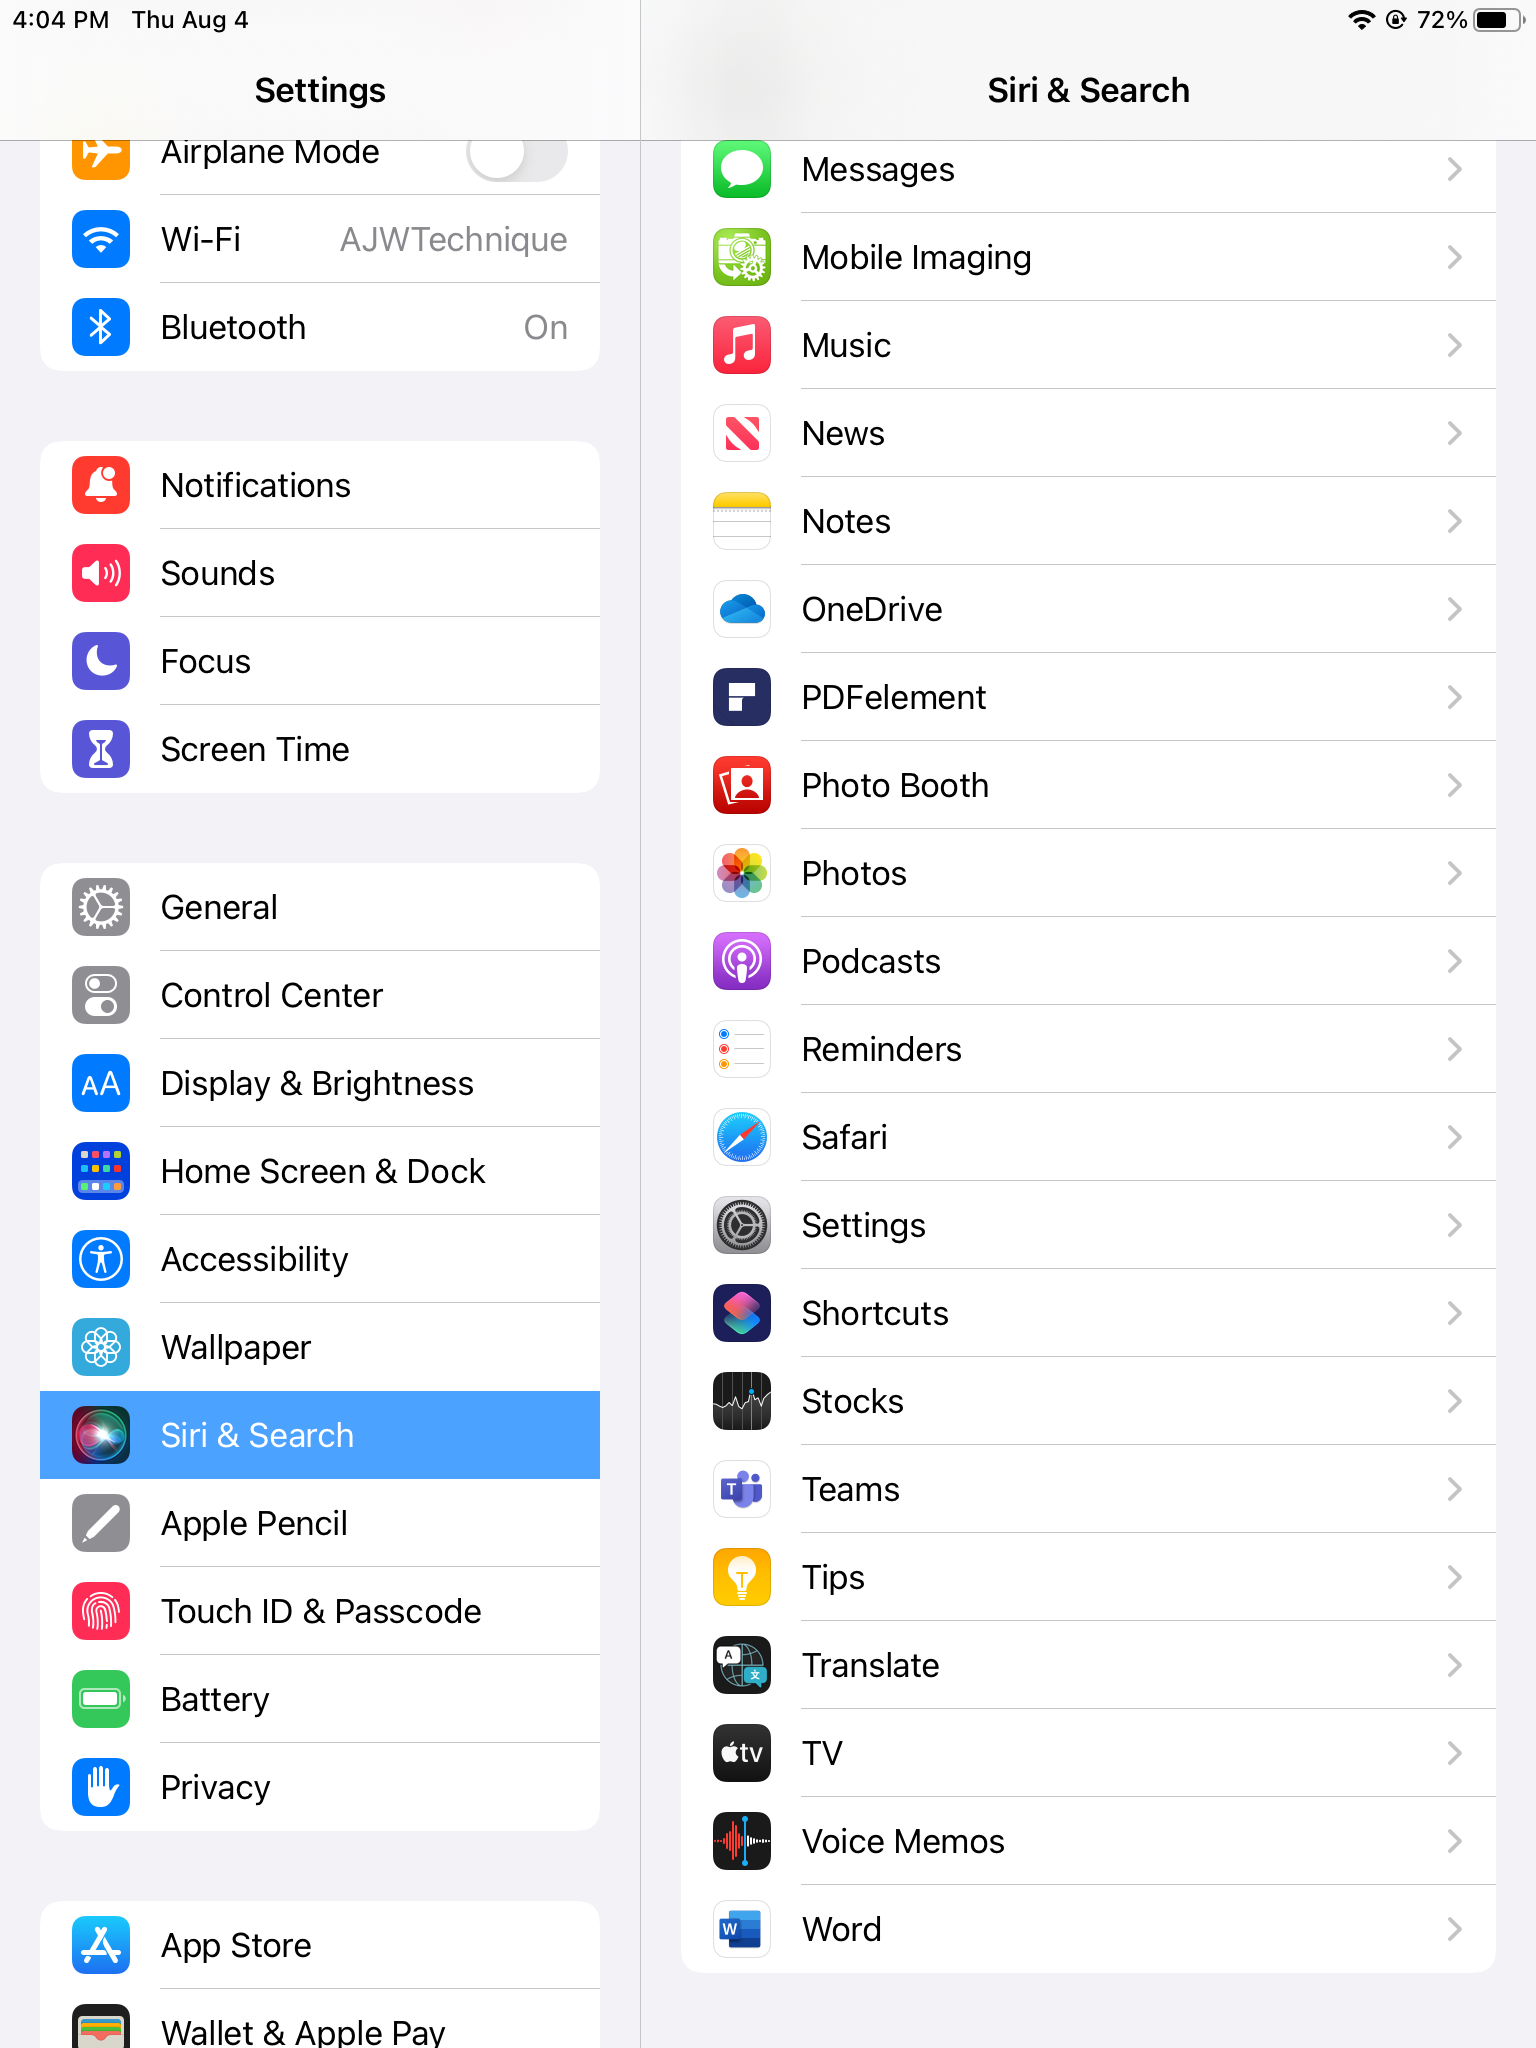 4:04 PM Thu Aug 4
72%
Settings
Airplane Mode
Wi-Fi AJWTechnique
Bluetooth On
Notifications
Sounds
Focus
Screen Time
General
Control Center
AA Display & Brightness
Home Screen & Dock
Accessibility
Wallpaper
Siri & Search
Apple Pencil
Touch ID & Passcode
Battery
Privacy
App Store
Wallet & Apple Pay
Siri & Search
Messages
Mobile Imaging
Music
News
Notes
OneDrive
PDFelement
Photo Booth
Photos
Podcasts
Reminders
Safari
Settings
Shortcuts
Stocks
T Teams
Tips
A 文 Translate
tv TV
Voice Memos
W Word